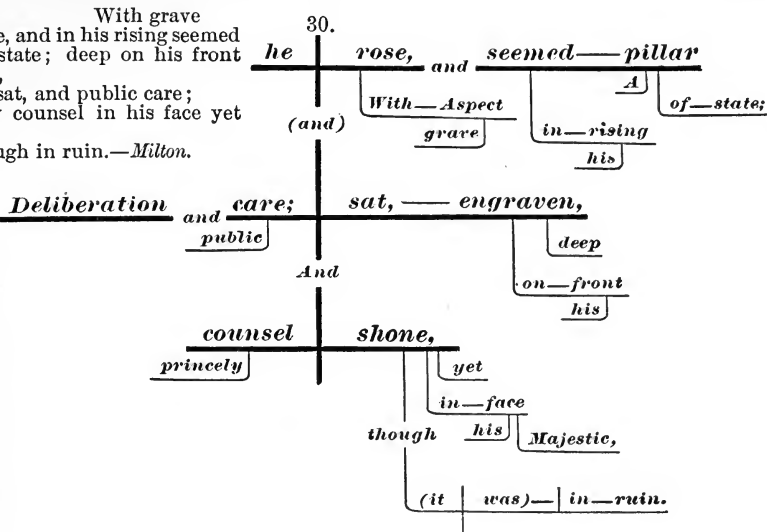 With grave
, and in his rising seemed
state; deep on his front
,
sat, and public care;
counsel in his face yet
in ruin.—Milton.
30.
he rose, and seemed—pillar
A
With—Aspect of—state;
grave in—rising
(and)
his
Deliberation and care; sat,—engraven,
public deep
And
on—front
his
counsel shone,
princely yet
in—face
though his Majestic,
(it was)— in—ruin.